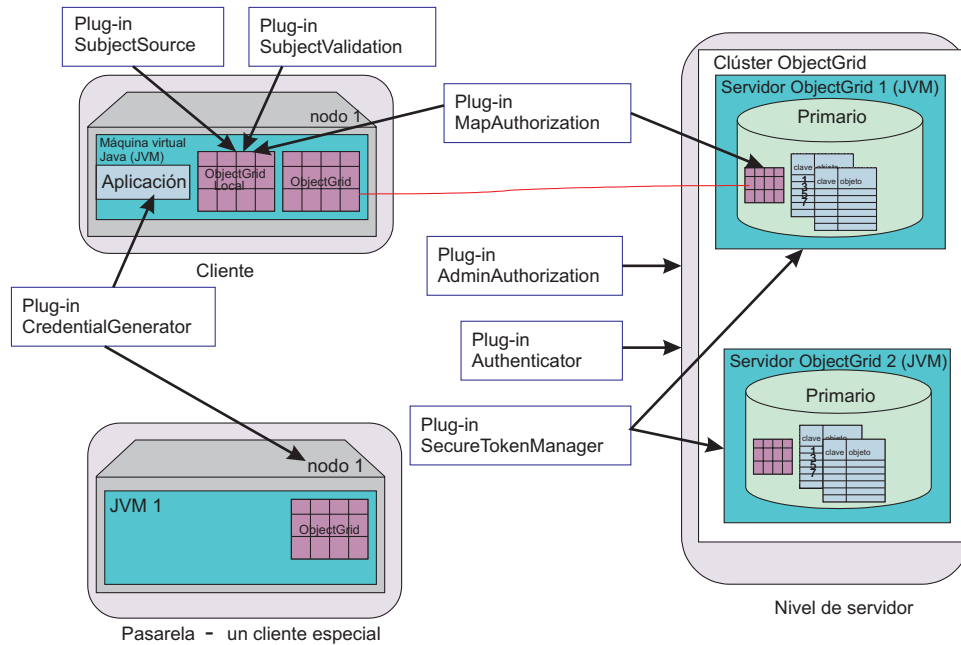 Plug-in
SubjectSource
Plug-in
SubjectValidation
nodo 1
Máquina virtual
Java (JVM)
Aplicación
ObjectGrid
Local
ObjectGrid
Cliente
Plug-in
MapAuthorization
Plug-in
AdminAuthorization
Plug-in
Authenticator
Plug-in
SecureTokenManager
Plug-in
CredentialGenerator
nodo 1
JVM 1
ObjectGrid
Pasarela - un cliente especial
Clúster ObjectGrid
Servidor ObjectGrid 1 (JVM)
Primario
clave objeto
1
3
5
7
clave objeto
Servidor ObjectGrid 2 (JVM)
Primario
clave objeto
1
3
5
7
clave objeto
Nivel de servidor